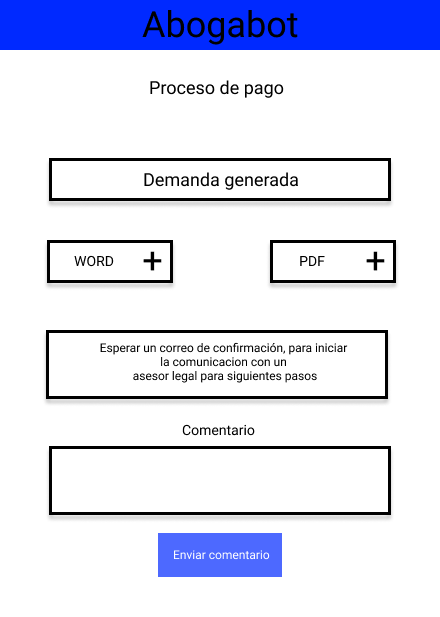 Abogabot
Proceso de pago
Demanda generada
WORD
PDF
Esperar un correo de confirmación, para iniciar
la comunicacion con un
asesor legal para siguientes pasos
Comentario
Enviar comentario